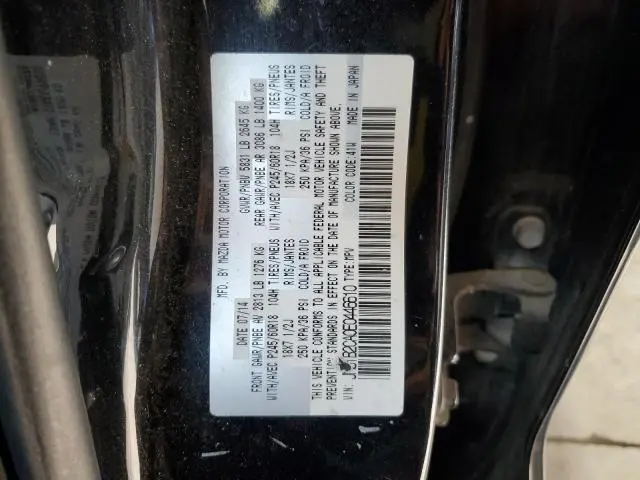 MFD. BY MAZDA MOTOR CORPORATION
DATE 07/14 GVWR/PNBV 5831 LB 2645 KG
FRONT GAWR/PNBE AV 2813 LB 1276 KG REAR GAWR/PNBE AR 3086 LB 1400 KG
WITH/AVEC P245/60R18 104H TIRES/PNEUS WITH/AVEC P245/60R18 104H TIRES/PNEUS
18X7 1/2J RIMS/JANTES 18X7 1/2J RIMS/JANTES
250 KPA/36 PSI COLD/A FROID 250 KPA/36 PSI COLD/A FROID
THIS VEHICLE CONFORMS TO ALL APPLICABLE FEDERAL MOTOR VEHICLE SAFETY AND THEFT
PREVENTION STANDARDS IN EFFECT ON THE DATE OF MANUFACTURE SHOWN ABOVE.
VIN: TYPE:MPV COLOR CODE:41W MADE IN JAPAN